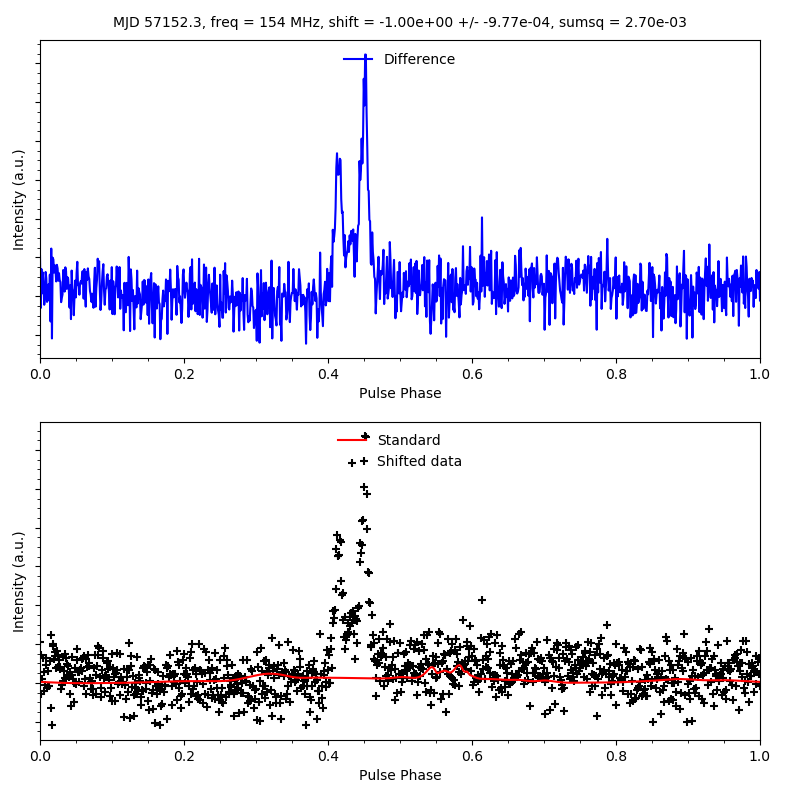 MJD 57152.3, freq = 154 MHz, shift = -1.00e+00 +/- -9.77e-04, sumsq = 2.70e-03
Difference
Intensity (a.u.)
0.0 0.2 0.4 0.6 0.8 1.0
Pulse Phase
Standard
Shifted data
Intensity (a.u.)
0.0 0.2 0.4 0.6 0.8 1.0
Pulse Phase